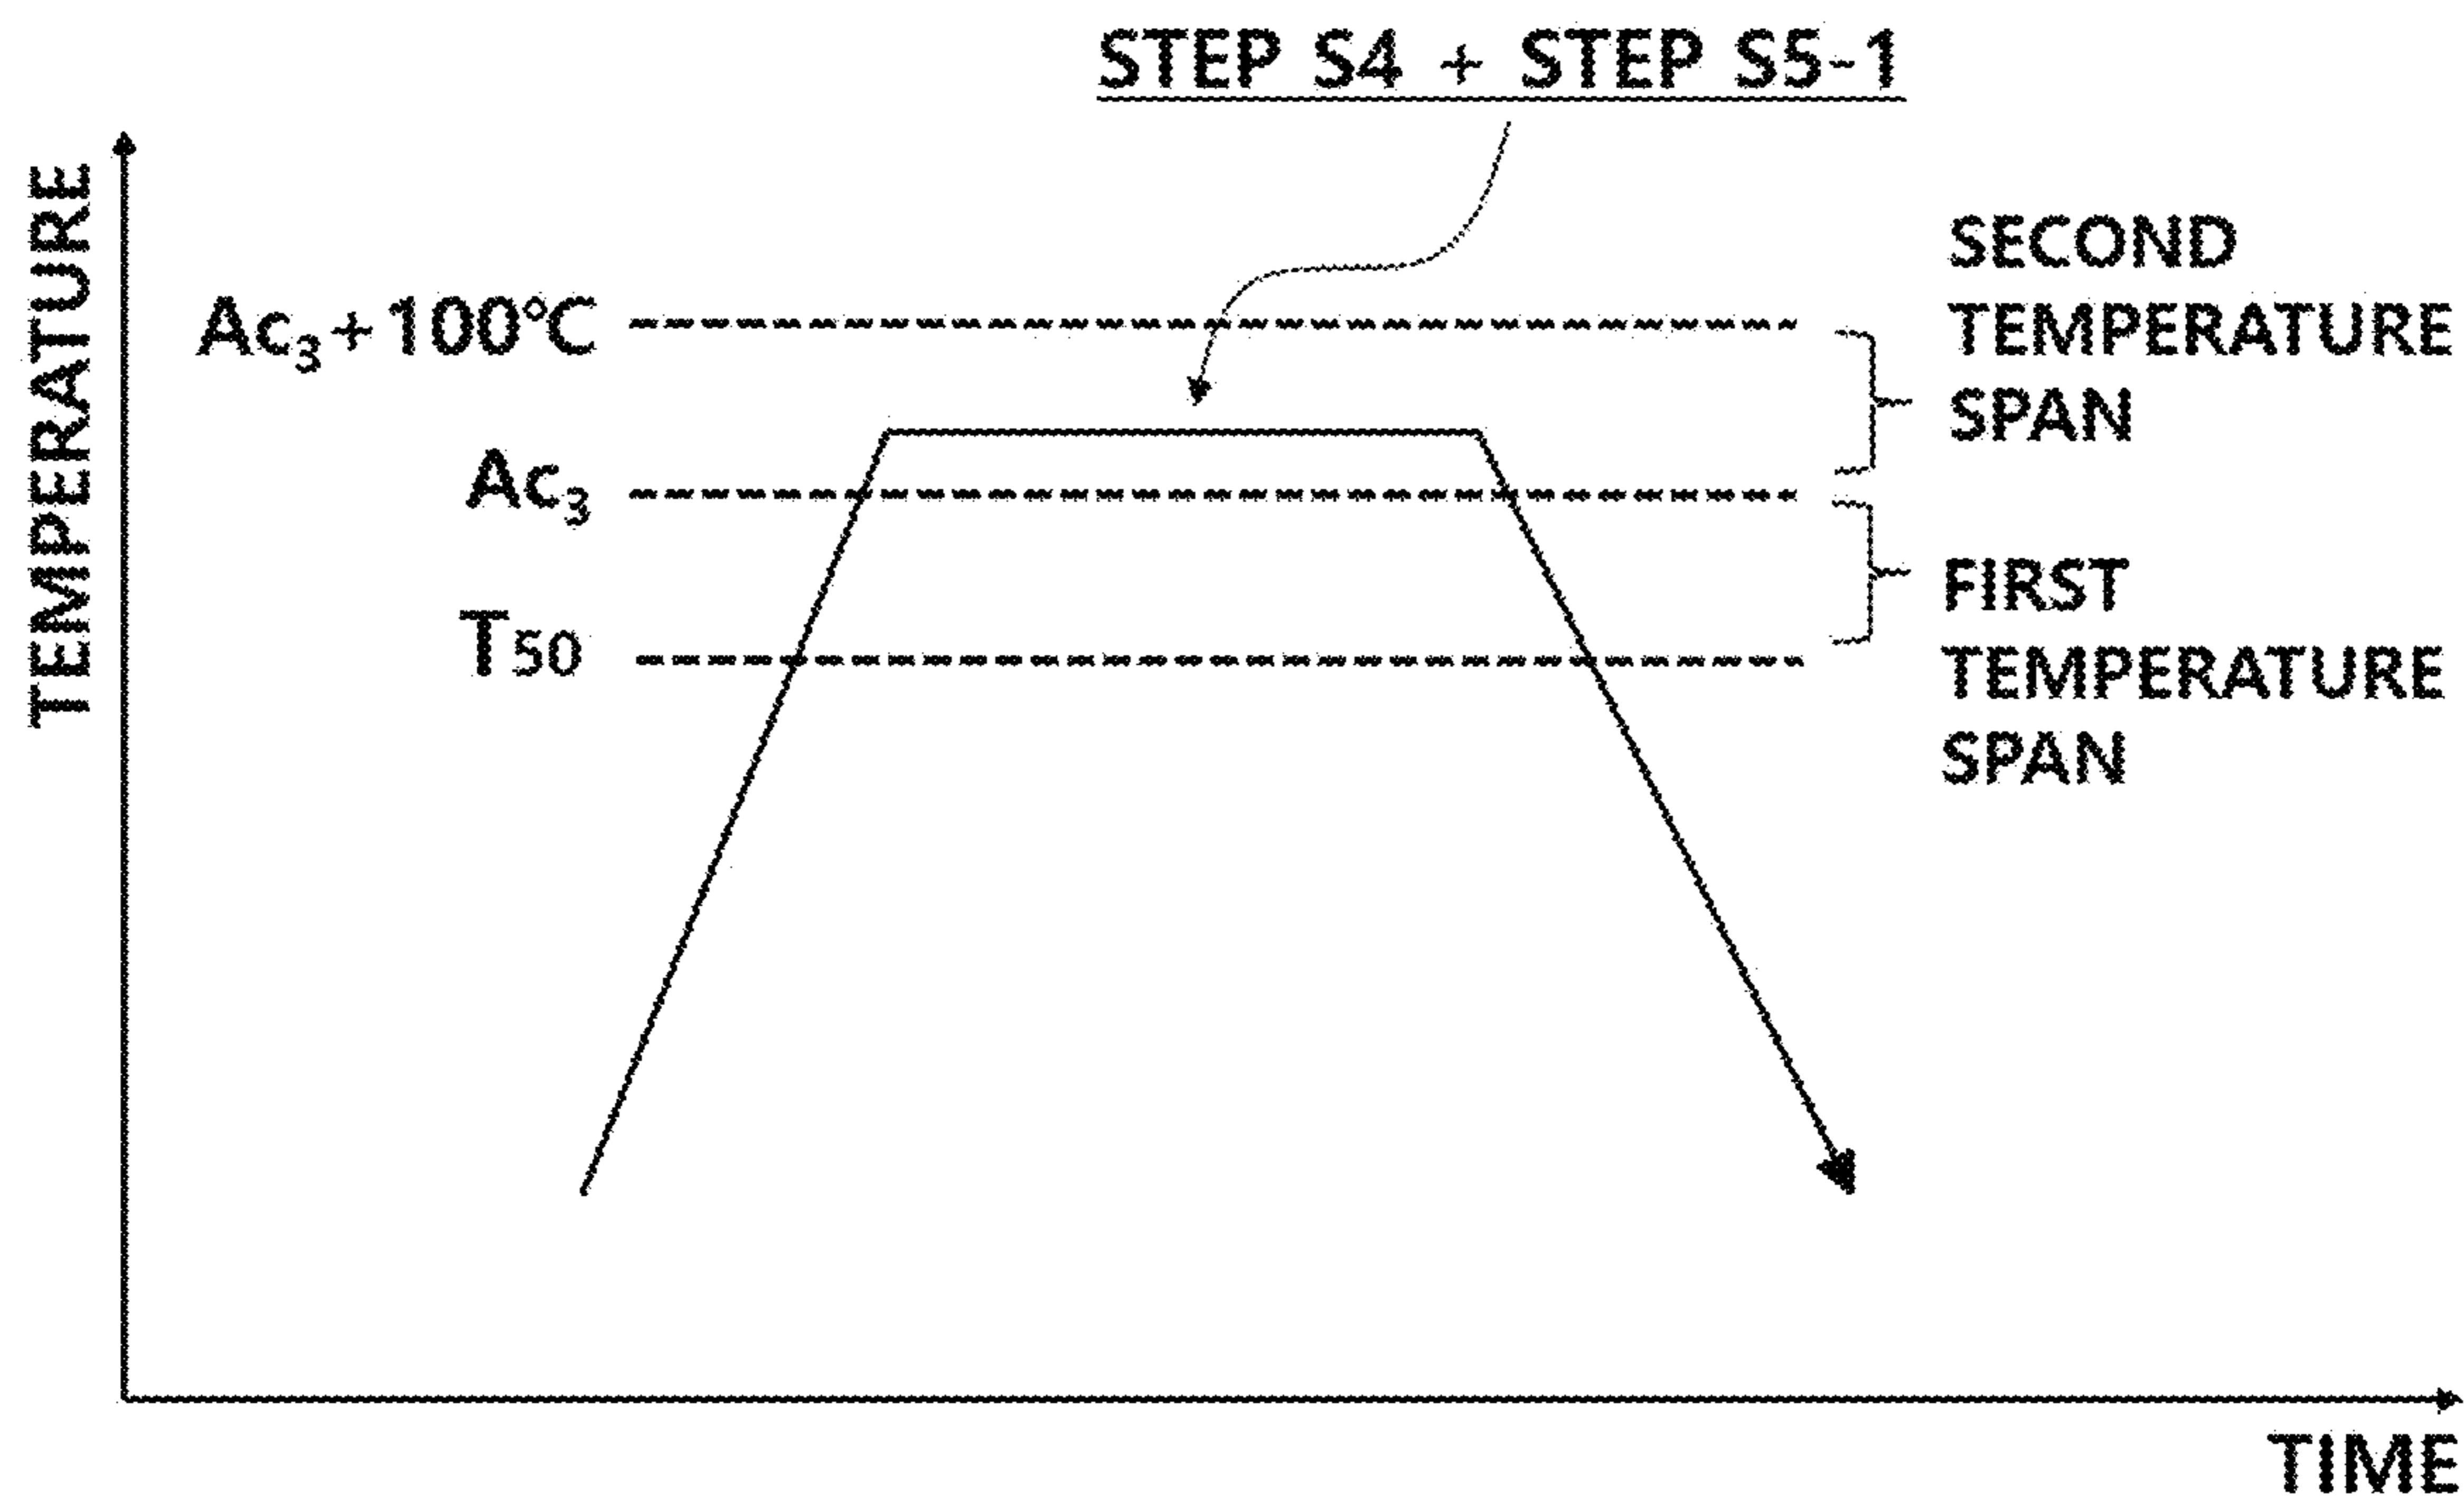 STEP S4 + STEP S5-1
TEMPERATURE
Ac₃+100℃
Ac₃
T₅₀
SECOND
TEMPERATURE
SPAN
FIRST
TEMPERATURE
SPAN
TIME